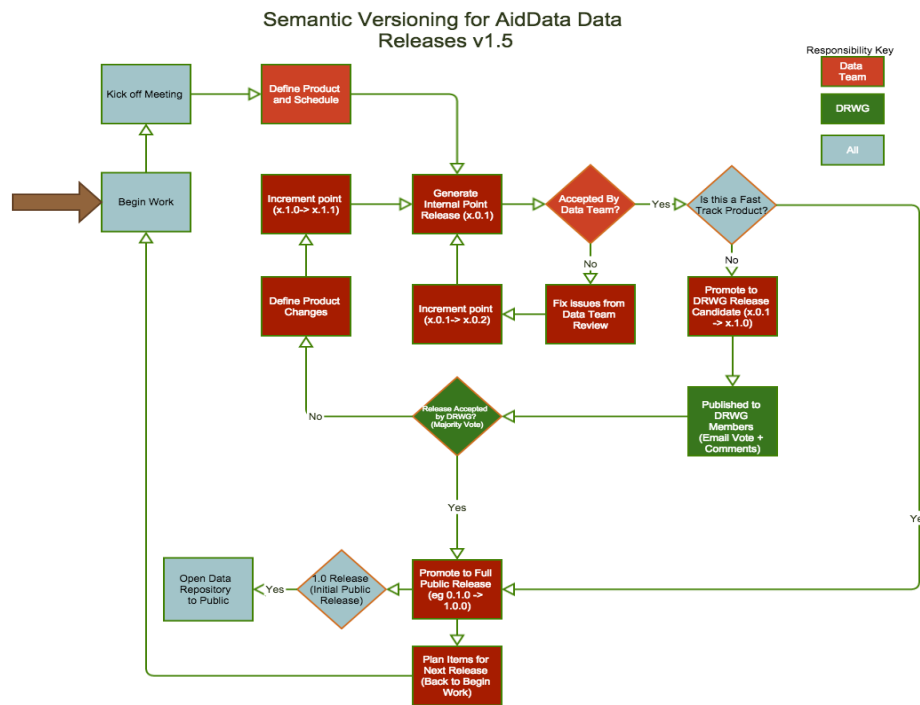 Semantic Versioning for AidData Data
Releases v1.5
Responsibility Key
Data
Team
DRWG
All
Kick off Meeting
Define Product
and Schedule
Begin Work
Increment point
(x.1.0-> x.1.1)
Generate
Internal Point
Release (x.0.1)
Accepted By
Data Team?
Yes
Is this a Fast
Track Product?
No
No
Define Product
Changes
Increment point
(x.0.1-> x.0.2)
Fix issues from
Data Team
Review
Promote to
DRWG Release
Candidate (x.0.1
-> x.1.0)
No
Release Accepted
by DRWG?
(Majority Vote)
Published to
DRWG
Members
(Email Vote +
Comments)
Yes
Ye
Open Data
Repository
to Public
Yes
1.0 Release
(Initial Public
Release)
Promote to Full
Public Release
(eg 0.1.0 ->
1.0.0)
Plan Items for
Next Release
(Back to Begin
Work)